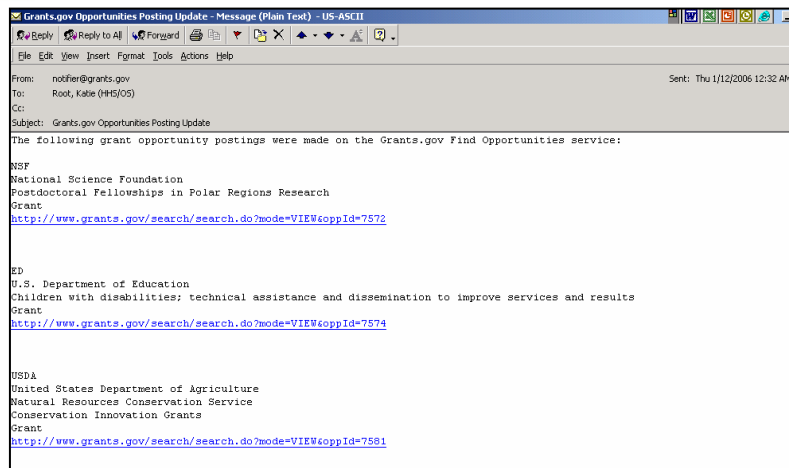 Grants.gov Opportunities Posting Update - Message (Plain Text) - US-ASCII
Reply Reply to All Forward
File Edit View Insert Format Tools Actions Help
From: notifier@grants.gov Sent: Thu 1/12/2006 12:32 AM
To: Root, Katie (HHS/OS)
Cc:
Subject: Grants.gov Opportunities Posting Update
The following grant opportunity postings were made on the Grants.gov Find Opportunities service:
NSF
National Science Foundation
Postdoctoral Fellowships in Polar Regions Research
Grant
http://www.grants.gov/search/search.do?mode=VIEW&oppId=7572
ED
U.S. Department of Education
Children with disabilities; technical assistance and dissemination to improve services and results
Grant
http://www.grants.gov/search/search.do?mode=VIEW&oppId=7574
USDA
United States Department of Agriculture
Natural Resources Conservation Service
Conservation Innovation Grants
Grant
http://www.grants.gov/search/search.do?mode=VIEW&oppId=7581